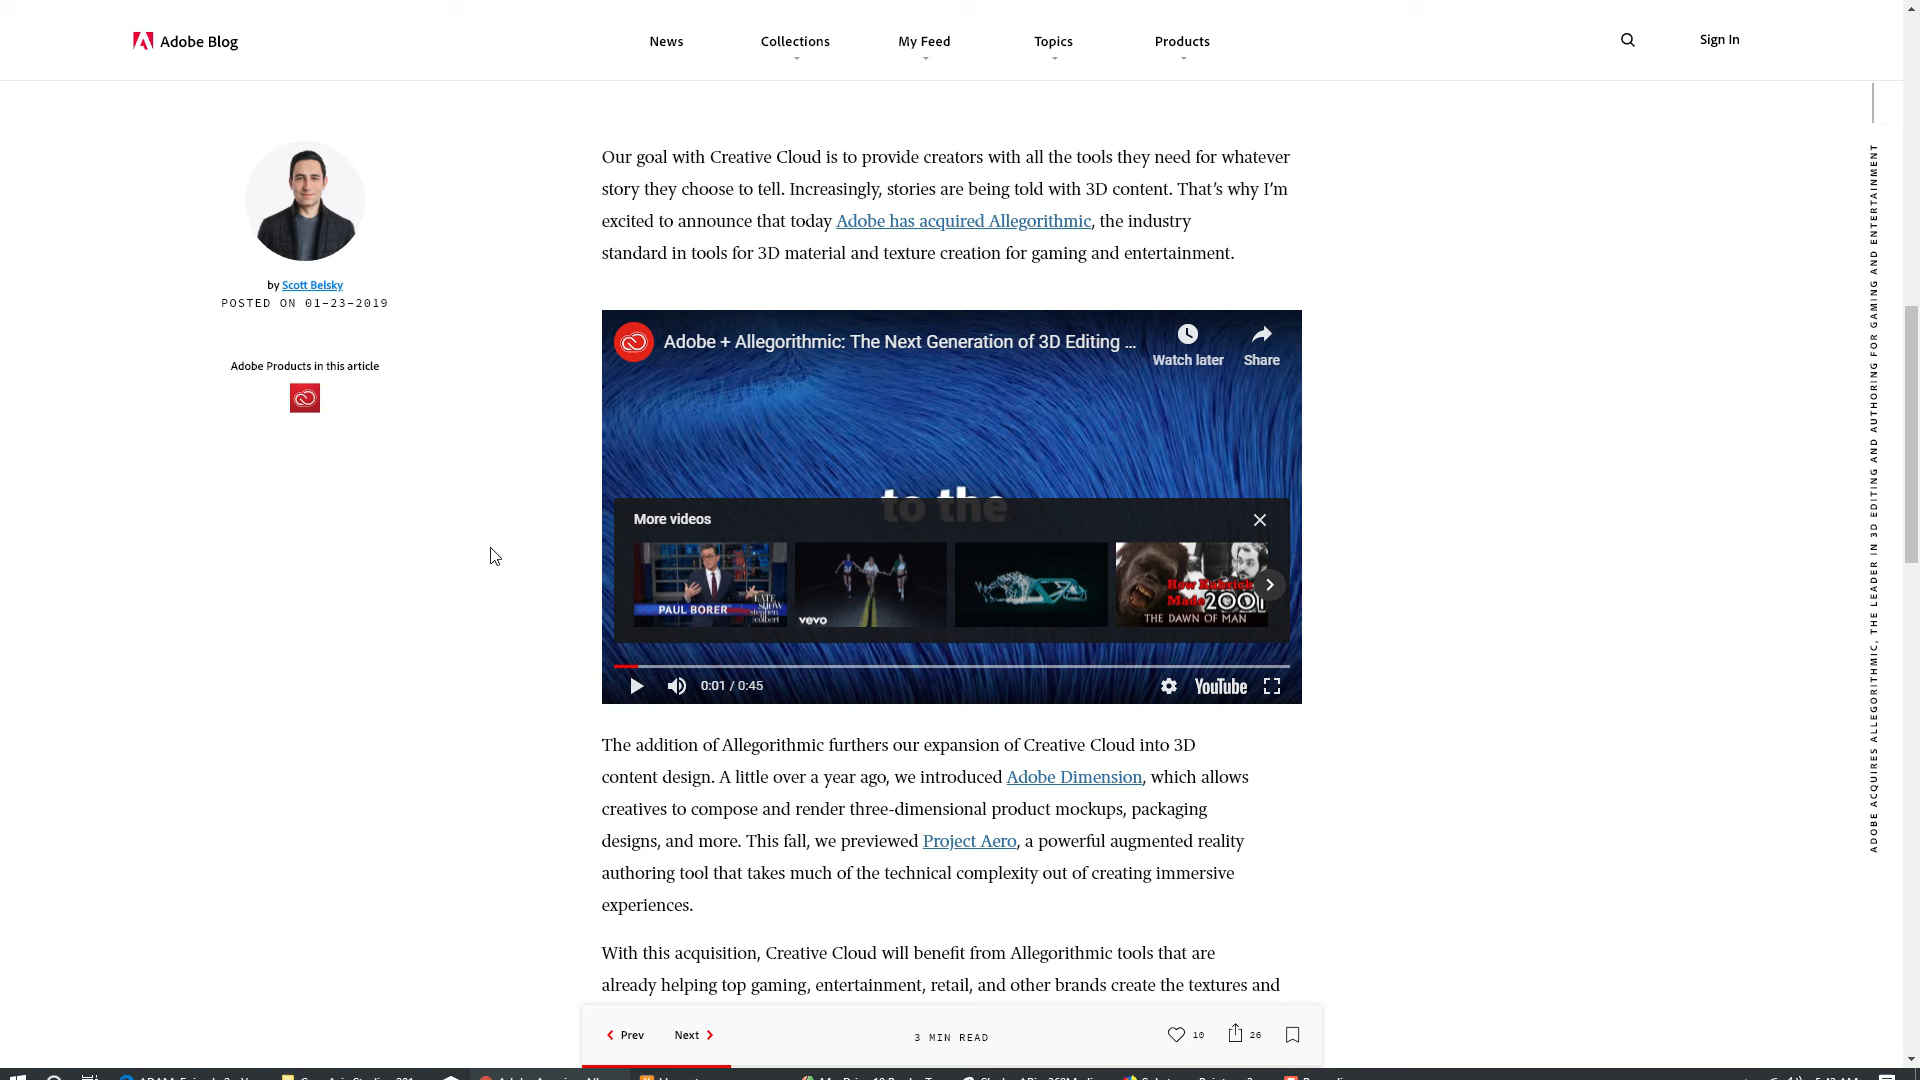 Adobe Blog
News
Collections
My Feed
Topics
Products
Sign In
by Scott Belsky
POSTED ON 01-23-2019
Adobe Products in this article
Our goal with Creative Cloud is to provide creators with all the tools they need for whatever
story they choose to tell. Increasingly, stories are being told with 3D content. That’s why I’m
excited to announce that today Adobe has acquired Allegorithmic, the industry
standard in tools for 3D material and texture creation for gaming and entertainment.
Adobe + Allegorithmic: The Next Generation of 3D Editing ...
Watch later
Share
to the
More videos
PAUL BORER
LATE SHOW
stephen colbert
vevo
How Kubrick
Made 2001
THE DAWN OF MAN
0:01 / 0:45
YouTube
The addition of Allegorithmic furthers our expansion of Creative Cloud into 3D
content design. A little over a year ago, we introduced Adobe Dimension, which allows
creatives to compose and render three-dimensional product mockups, packaging
designs, and more. This fall, we previewed Project Aero, a powerful augmented reality
authoring tool that takes much of the technical complexity out of creating immersive
experiences.
With this acquisition, Creative Cloud will benefit from Allegorithmic tools that are
already helping top gaming, entertainment, retail, and other brands create the textures and
Prev
Next
3 MIN READ
10
26
ADOBE ACQUIRES ALLEGORITHMIC, THE LEADER IN 3D EDITING AND AUTHORING FOR GAMING AND ENTERTAINMENT